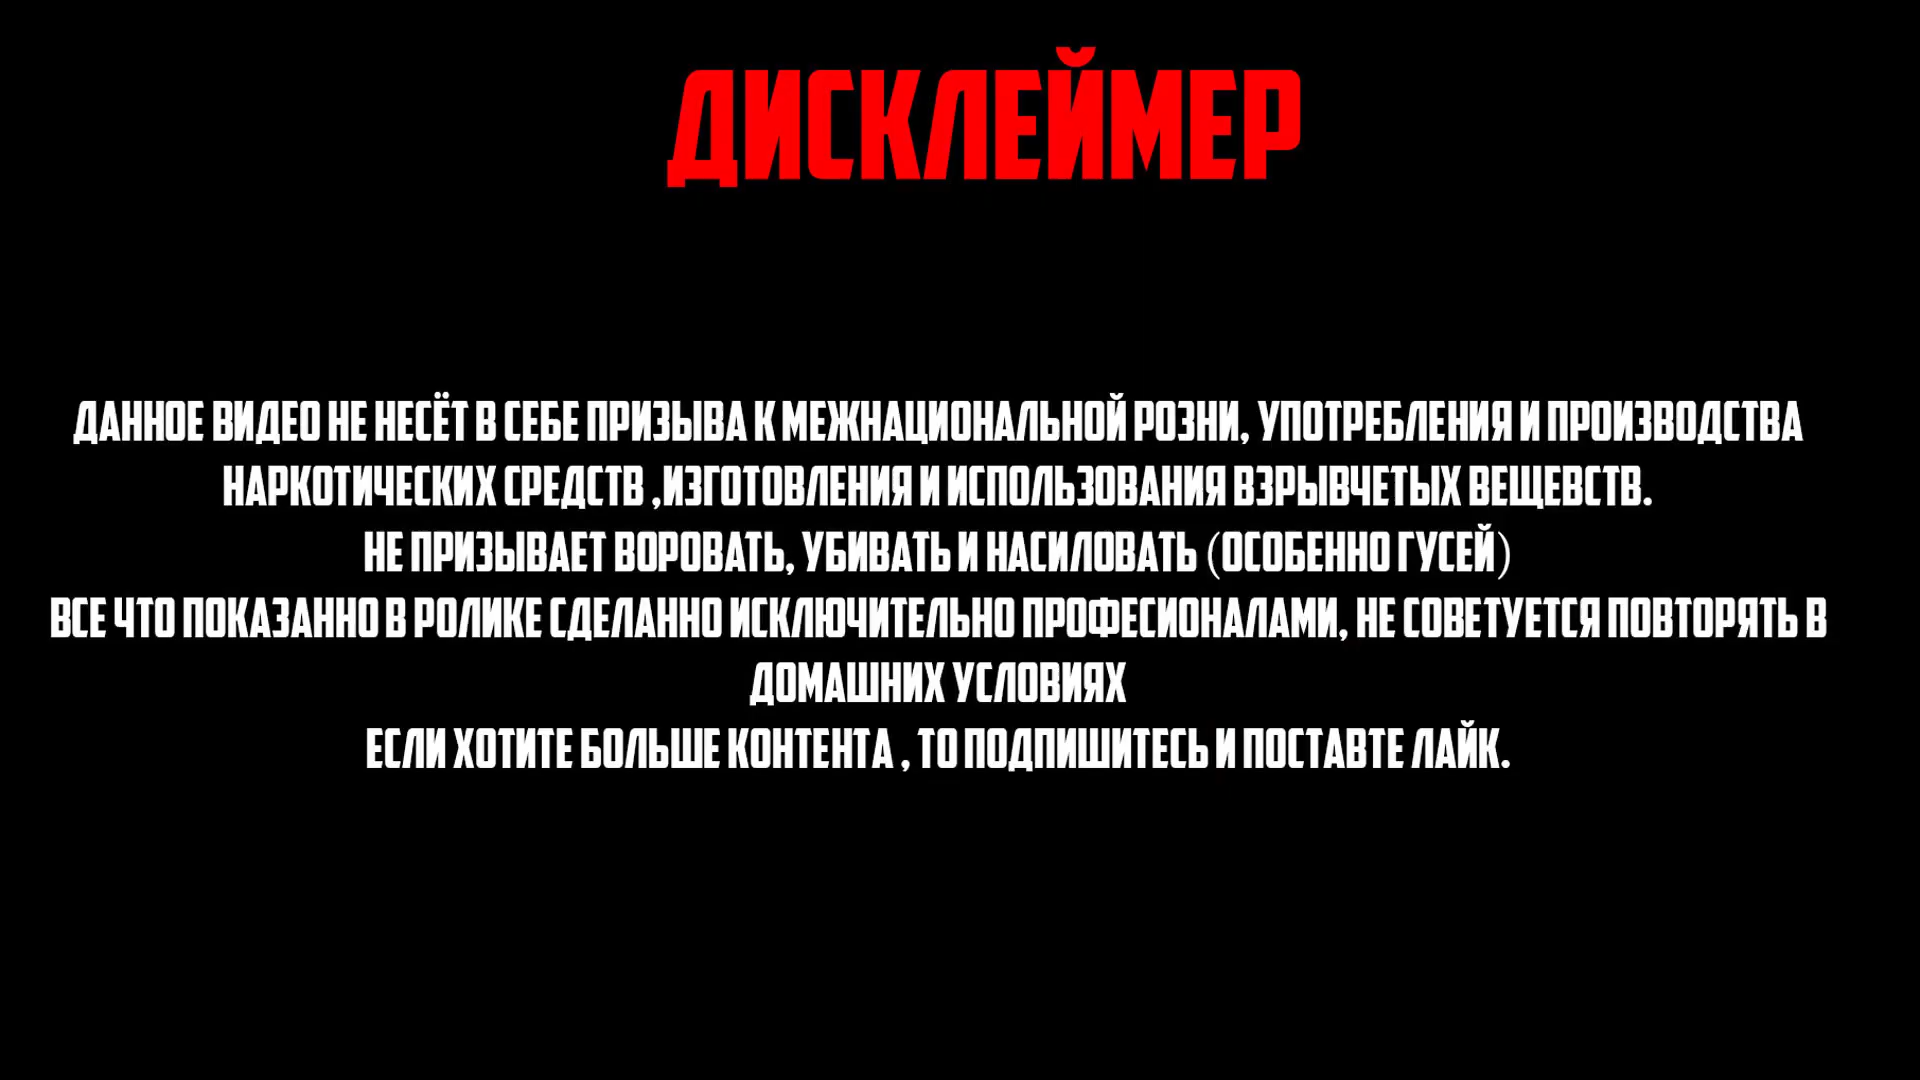 ДИСКЛЕЙМЕР
ДАННОЕ ВИДЕО НЕ НЕСЁТ В СЕБЕ ПРИЗЫВА К МЕЖНАЦИОНАЛЬНОЙ РОЗНИ, УПОТРЕБЛЕНИЯ И ПРОИЗВОДСТВА
НАРКОТИЧЕСКИХ СРЕДСТВ ,ИЗГОТОВЛЕНИЯ И ИСПОЛЬЗОВАНИЯ ВЗРЫВЧЕТЫХ ВЕЩЕВСТВ.
НЕ ПРИЗЫВАЕТ ВОРОВАТЬ, УБИВАТЬ И НАСИЛОВАТЬ (ОСОБЕННО ГУСЕЙ)
ВСЕ ЧТО ПОКАЗАННО В РОЛИКЕ СДЕЛАННО ИСКЛЮЧИТЕЛЬНО ПРОФЕСИОНАЛАМИ, НЕ СОВЕТУЕТСЯ ПОВТОРЯТЬ В
ДОМАШНИХ УСЛОВИЯХ
ЕСЛИ ХОТИТЕ БОЛЬШЕ КОНТЕНТА , ТО ПОДПИШИТЕСЬ И ПОСТАВТЕ ЛАЙК.